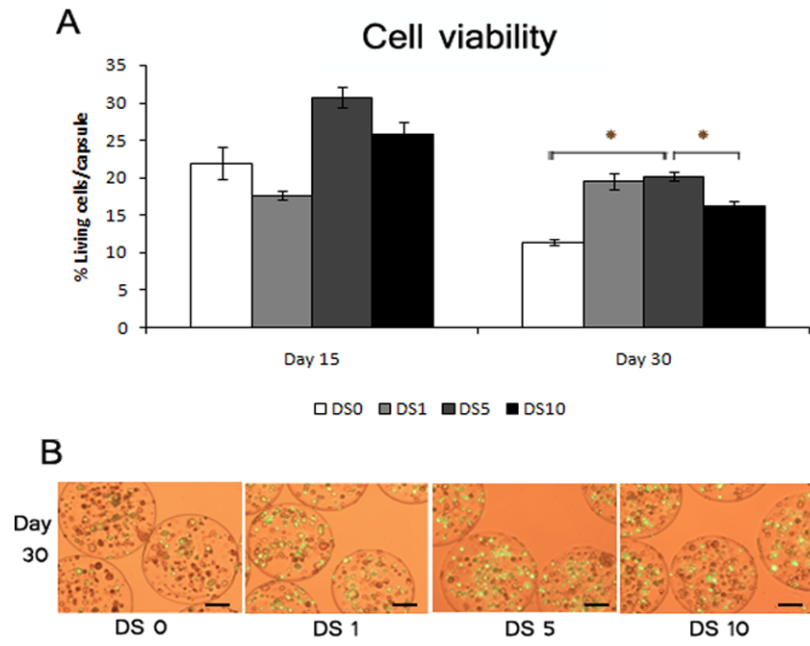 A
Cell viability
% Living cells/capsule
35
30
25
20
15
10
5
0
* *
Day 15 Day 30
DS0 DS1 DS5 DS10
B
Day
30
DS 0 DS 1 DS 5 DS 10